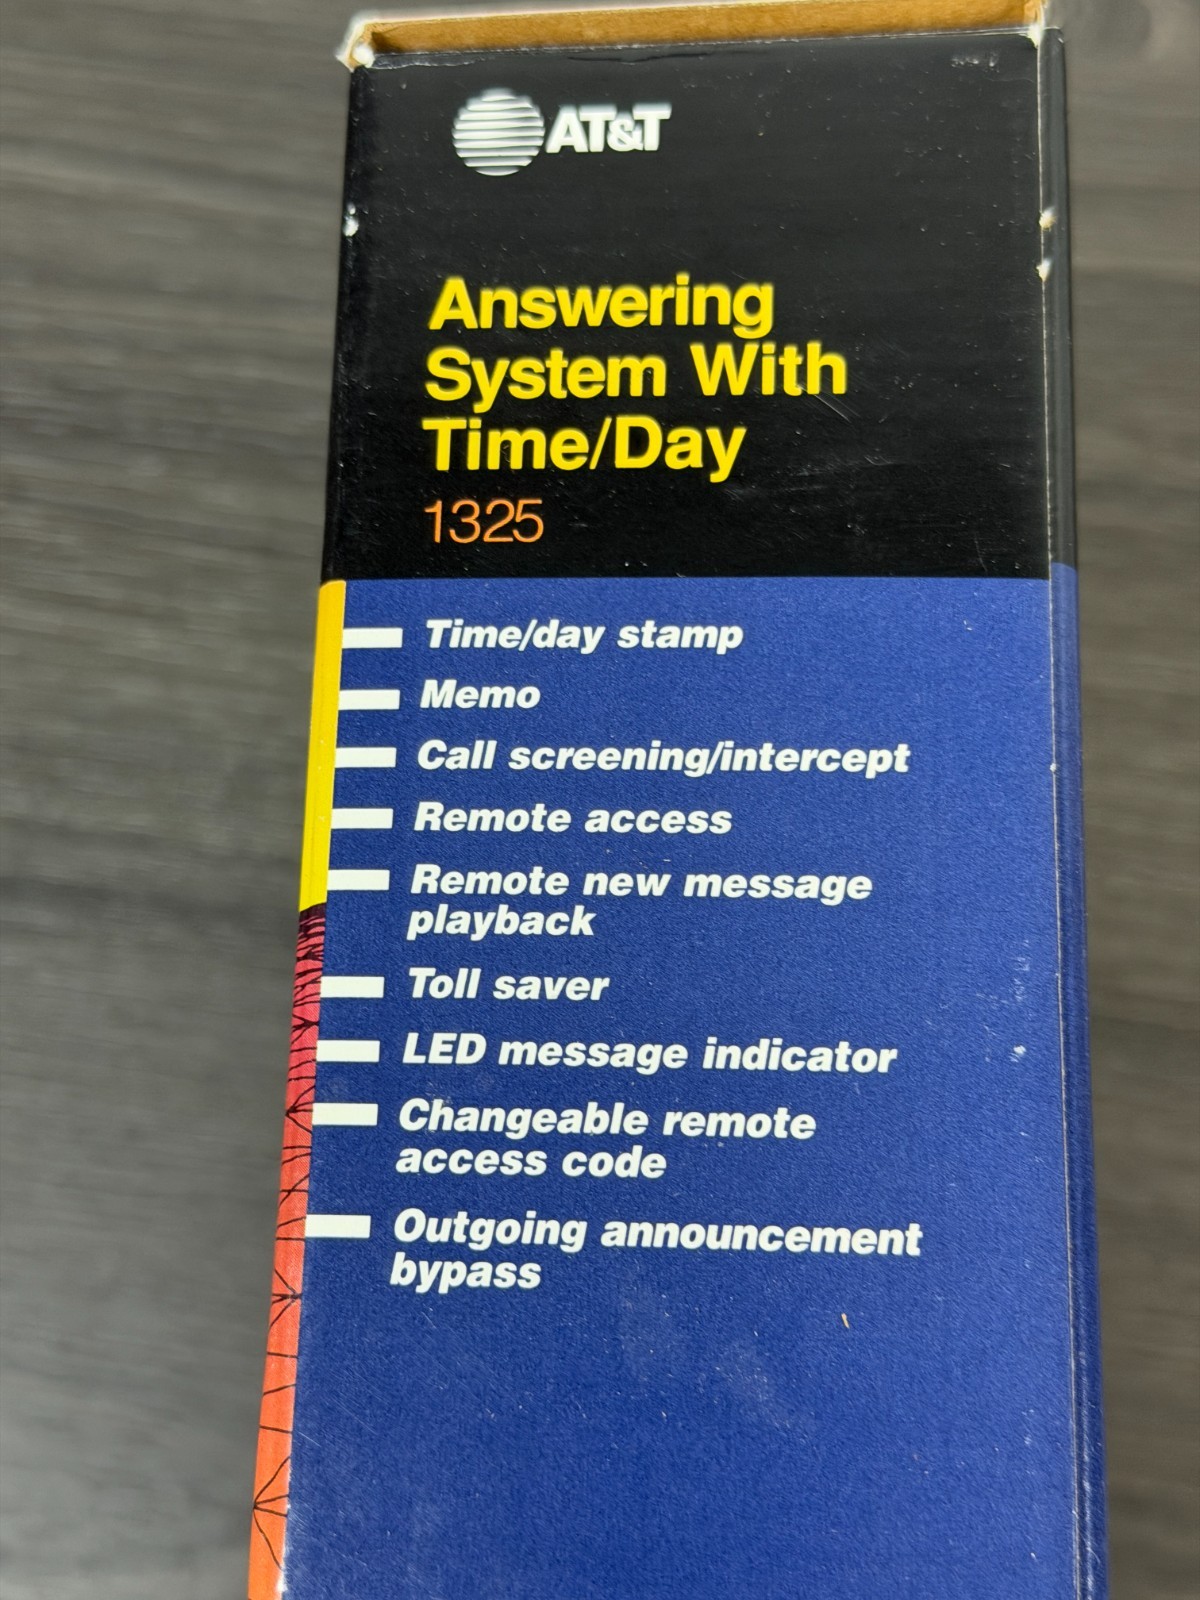 AT&T
Answering
System With
Time/Day
1325
Time/day stamp
Memo
Call screening/intercept
Remote access
Remote new message
playback
Toll saver
LED message indicator
Changeable remote
access code
Outgoing announcement
bypass